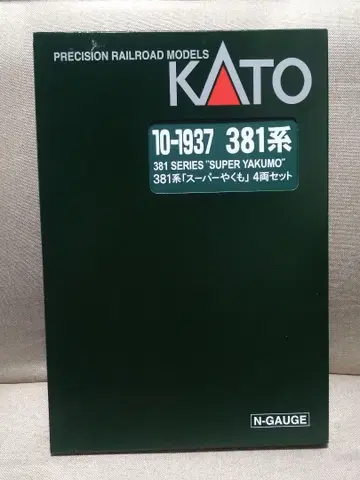 PRECISION RAILROAD MODELS
KATO
10-1937 381系
381 SERIES "SUPER YAKUMO"
381系「スーパーやくも」 4両セット
N-GAUGE